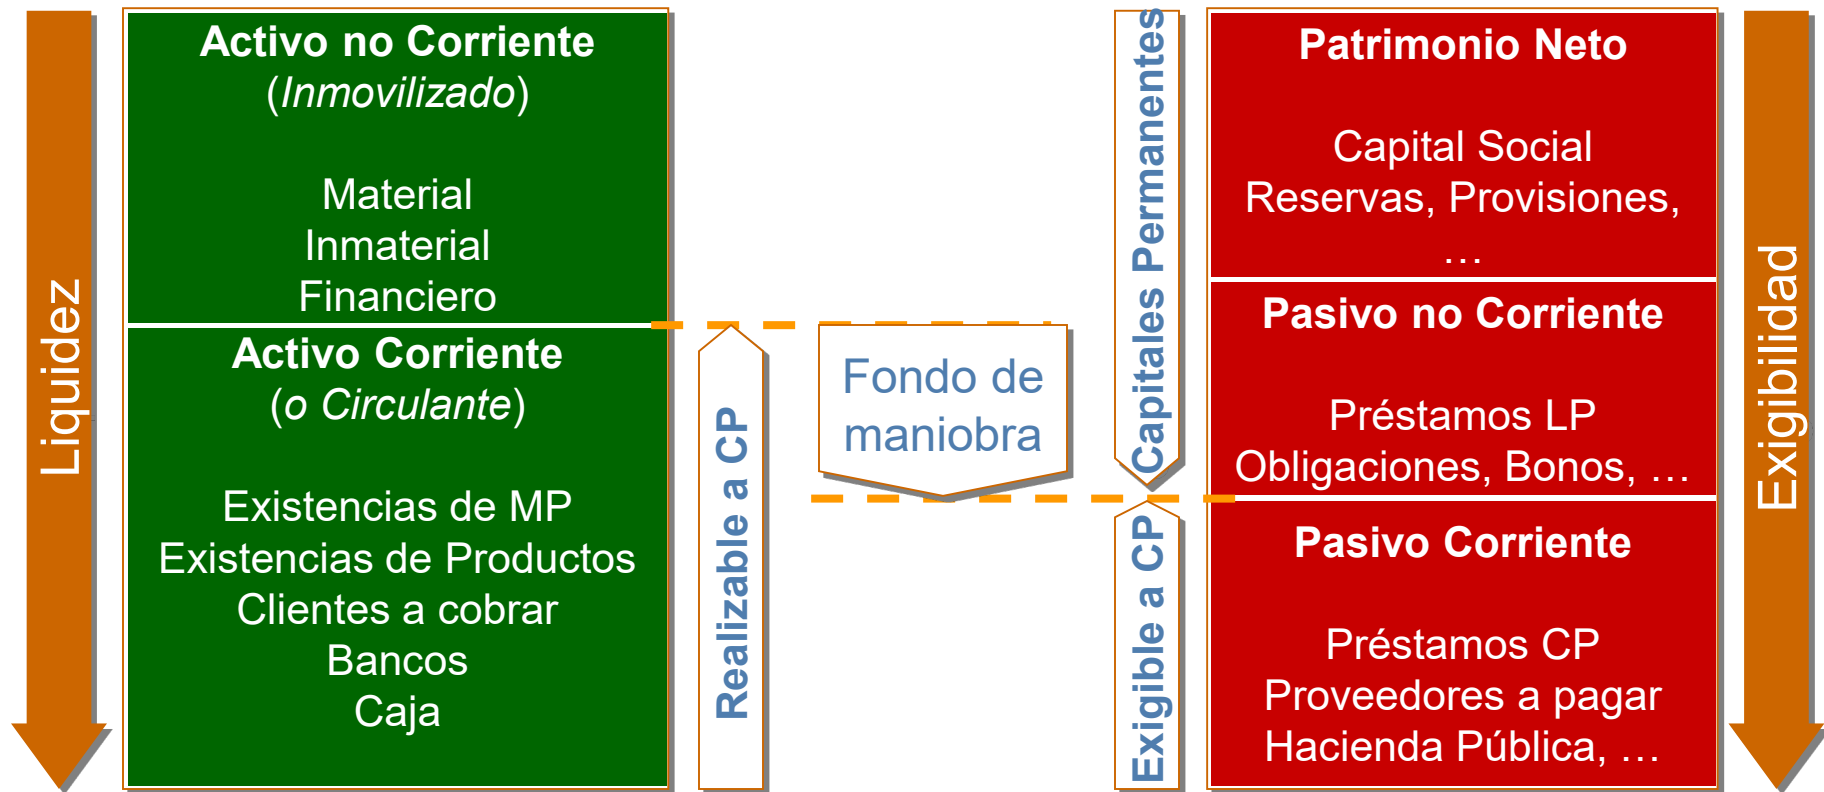 Liquidez
Activo no Corriente
(Inmovilizado)
Material
Inmaterial
Financiero
Activo Corriente
(o Circulante)
Existencias de MP
Existencias de Productos
Clientes a cobrar
Bancos
Caja
Realizable a CP
Fondo de
maniobra
Capitales Permanentes
Exigible a CP
Patrimonio Neto
Capital Social
Reservas, Provisiones,
…
Pasivo no Corriente
Préstamos LP
Obligaciones, Bonos, …
Pasivo Corriente
Préstamos CP
Proveedores a pagar
Hacienda Pública, …
Exigibilidad